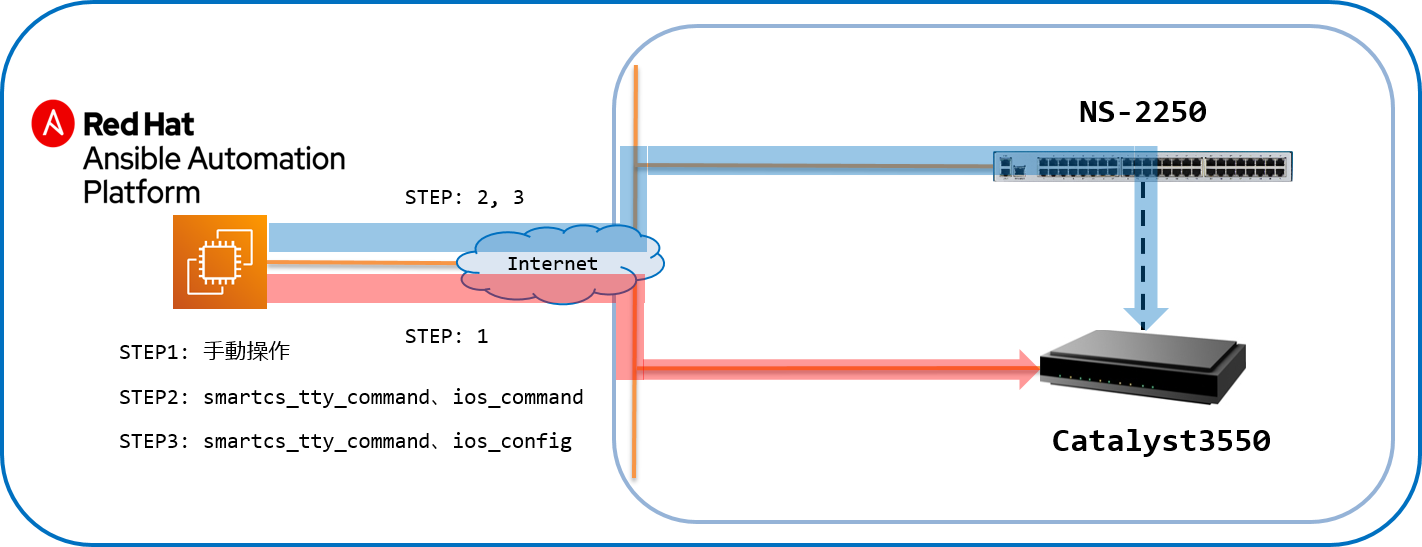 NS-2250
Red Hat
Ansible Automation
Platform
STEP: 2, 3
Internet
STEP: 1
STEP1: 手動操作
STEP2: smartcs_tty_command、ios_command
STEP3: smartcs_tty_command、ios_config
Catalyst3550